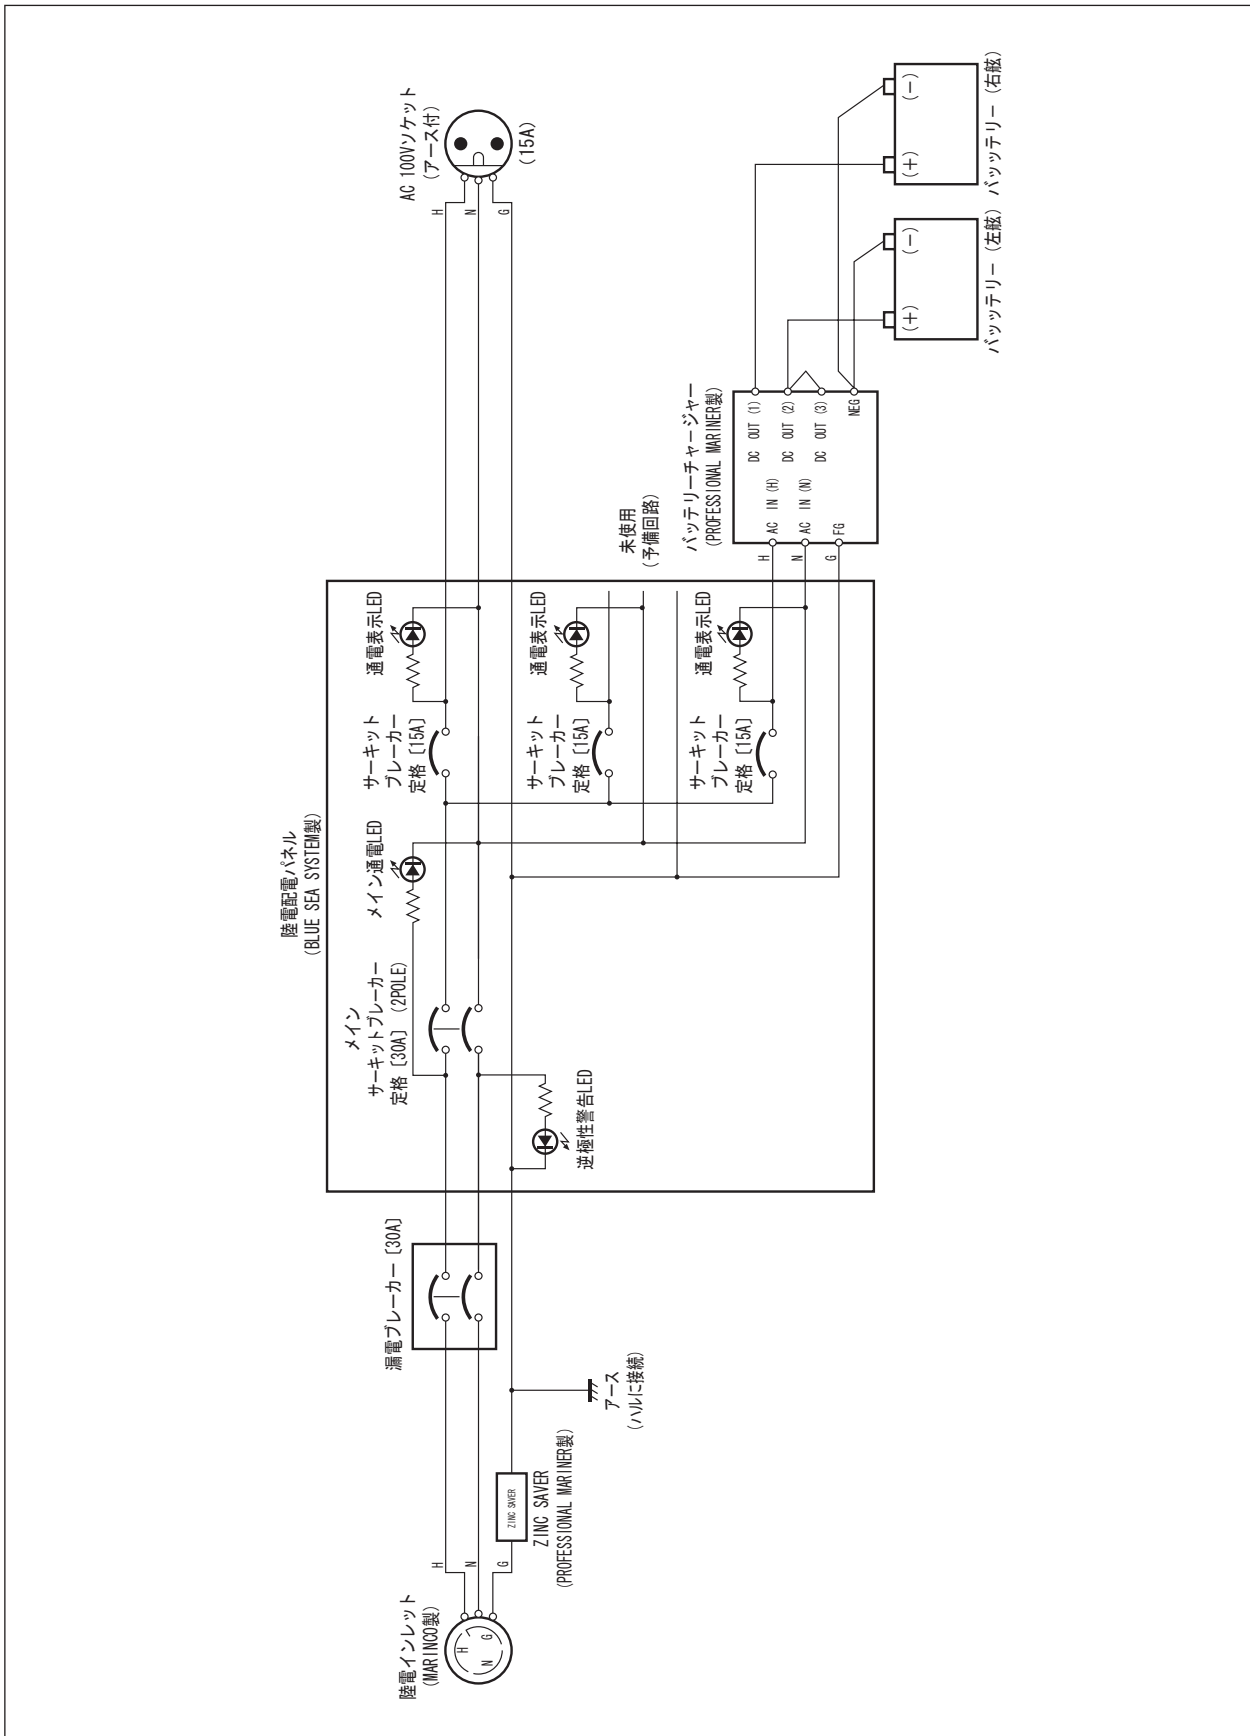 陸電インレット
(MARINCO製)
H
N
G
H
N
G
ZINC SAVER
ZINC SAVER
(PROFESSIONAL MARINER製)
アース
(ハルに接続)
漏電ブレーカー [30A]
陸電配電パネル
(BLUE SEA SYSTEM製)
メイン
サーキットブレーカー
定格 [30A] (2POLE)
逆極性警告LED
メイン通電LED
サーキット
ブレーカー
定格 [15A]
通電表示LED
サーキット
ブレーカー
定格 [15A]
通電表示LED
サーキット
ブレーカー
定格 [15A]
通電表示LED
未使用
(予備回路)
AC 100Vソケット
(アース付)
H
N
G
(15A)
バッテリーチャージャー
(PROFESSIONAL MARINER製)
H
N
G
AC IN (H)
AC IN (N)
FG
DC OUT (1)
DC OUT (2)
DC OUT (3)
NEG
(+)
(-)
バッッテリー (左舷)
(+)
(-)
バッッテリー (右舷)